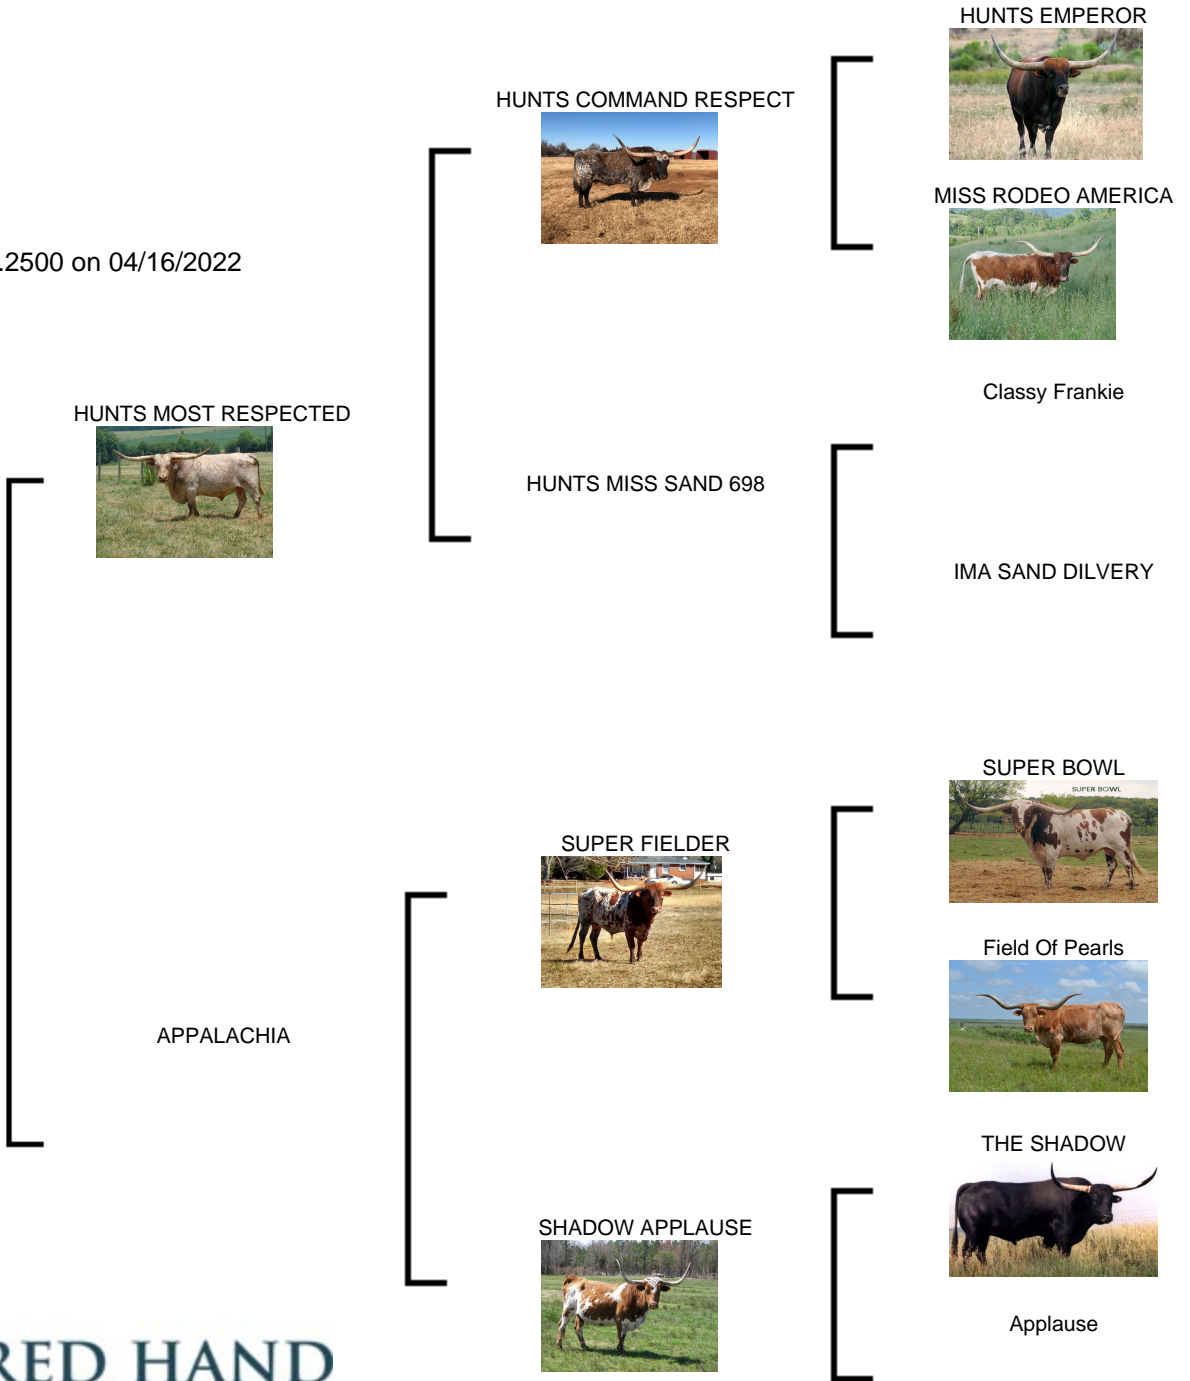 HUNTS EMPEROR
HUNTS COMMAND RESPECT
MISS RODEO AMERICA
.2500 on 04/16/2022
Classy Frankie
HUNTS MOST RESPECTED
HUNTS MISS SAND 698
IMA SAND DILVERY
SUPER BOWL
SUPER BOWL
SUPER FIELDER
Field Of Pearls
APPALACHIA
THE SHADOW
SHADOW APPLAUSE
Applause
RED HAND